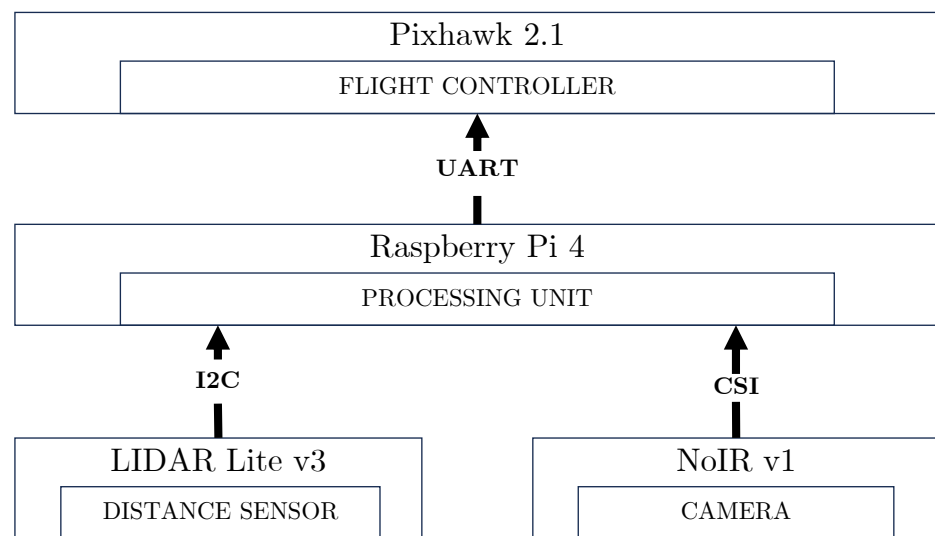 Pixhawk 2.1
FLIGHT CONTROLLER
UART
Raspberry Pi 4
PROCESSING UNIT
I2C
CSI
LIDAR Lite v3
NoIR v1
DISTANCE SENSOR
CAMERA